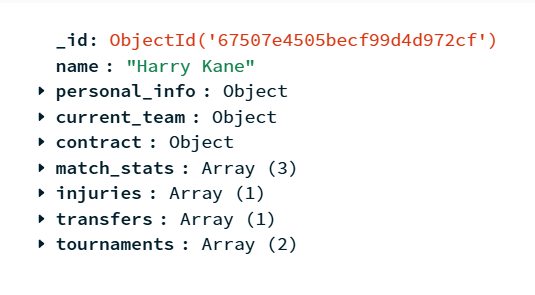 _id: ObjectId('67507e4505becf99d4d972cf')
name : "Harry Kane"
personal_info : Object
current_team : Object
contract : Object
match_stats : Array (3)
injuries : Array (1)
transfers : Array (1)
tournaments : Array (2)